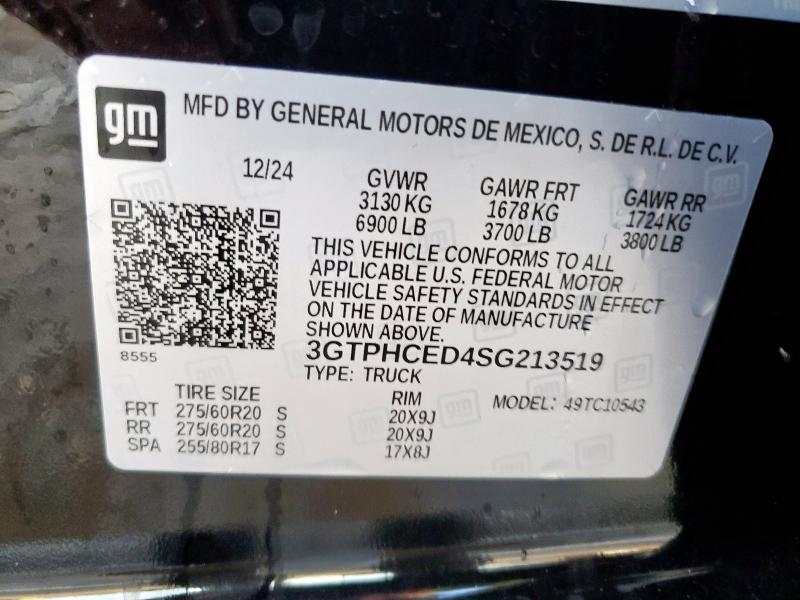 gm
MFD BY GENERAL MOTORS DE MEXICO, S. DE R.L. DE C.V.
12/24
GVWR GAWR FRT GAWR RR
3130 KG 1678 KG 1724 KG
6900 LB 3700 LB 3800 LB
THIS VEHICLE CONFORMS TO ALL
APPLICABLE U.S. FEDERAL MOTOR
VEHICLE SAFETY STANDARDS IN EFFECT
ON THE DATE OF MANUFACTURE
SHOWN ABOVE.
8555
3GTPHCED4SG213519
TYPE: TRUCK
TIRE SIZE RIM MODEL: 49TC10543
FRT 275/60R20 S 20X9J
RR 275/60R20 S 20X9J
SPA 255/80R17 S 17X8J